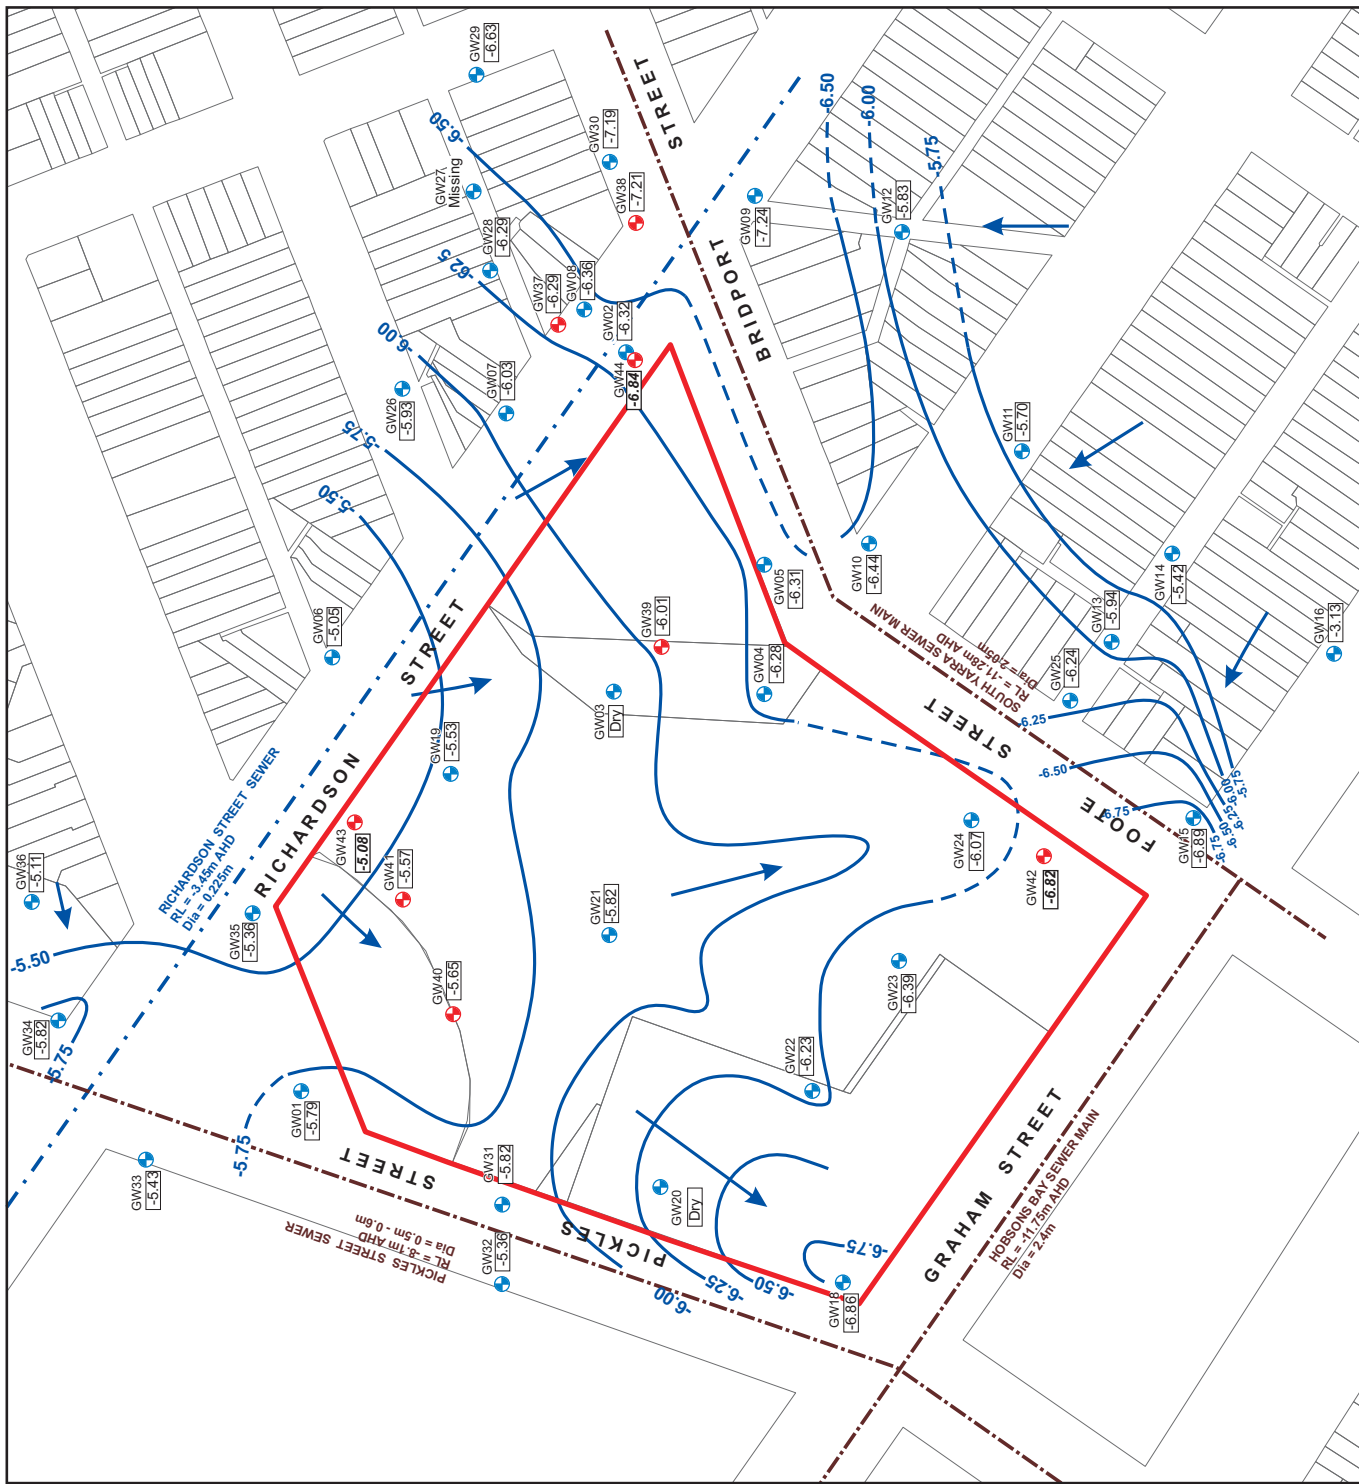 GW29
-6.63
GW30
-7.19
GW27
Missing
-6.50
GW28
-6.29
GW38
-7.21
-62.5
GW37
-6.29
GW08
-6.36
GW02
-6.32
GW44
-6.84
-6.00
GW26
-5.93
GW07
-6.03
-5.75
-5.50
GW06
-5.05
BRIDPORT STREET
GW09
-7.24
-6.50
-6.00
5.75
GW12
-5.83
GW11
-5.70
GW10
-6.44
GW05
-6.31
GW04
-6.28
GW39
-6.01
GW03
Dry
GW14
-5.42
GW13
-5.94
GW25
-6.24
GW16
-3.13
SOUTH YARRA SEWER MAIN
RL = -11.28m AHD
Dia = 2.05m
FOOTE STREET
-6.25
-6.50
-6.75
-5.75
-6.00
-6.25
-6.50
-6.75
GW15
-6.89
RICHARDSON STREET
RICHARDSON STREET SEWER
RL = -3.45m AHD
Dia = 0.225m
GW19
-5.53
GW43
-5.08
GW41
-5.57
GW36
-5.11
GW35
-5.36
-5.50
GW34
-5.82
5.75
GW40
-5.65
GW21
-5.82
GW24
-6.07
GW42
-6.82
GW23
-6.39
GW22
-6.23
GW01
-5.79
-5.75
GW33
-5.43
GW31
-5.82
GW32
-5.36
GW20
Dry
PICKLES STREET
PICKLES STREET SEWER
RL = -8.1m AHD
Dia = 0.5m - 0.6m
-6.00
-6.25
-6.50
-6.75
GW18
-6.86
GRAHAM STREET
HOBSONS BAY SEWER MAIN
RL = -11.75m AHD
Dia = 2.4m